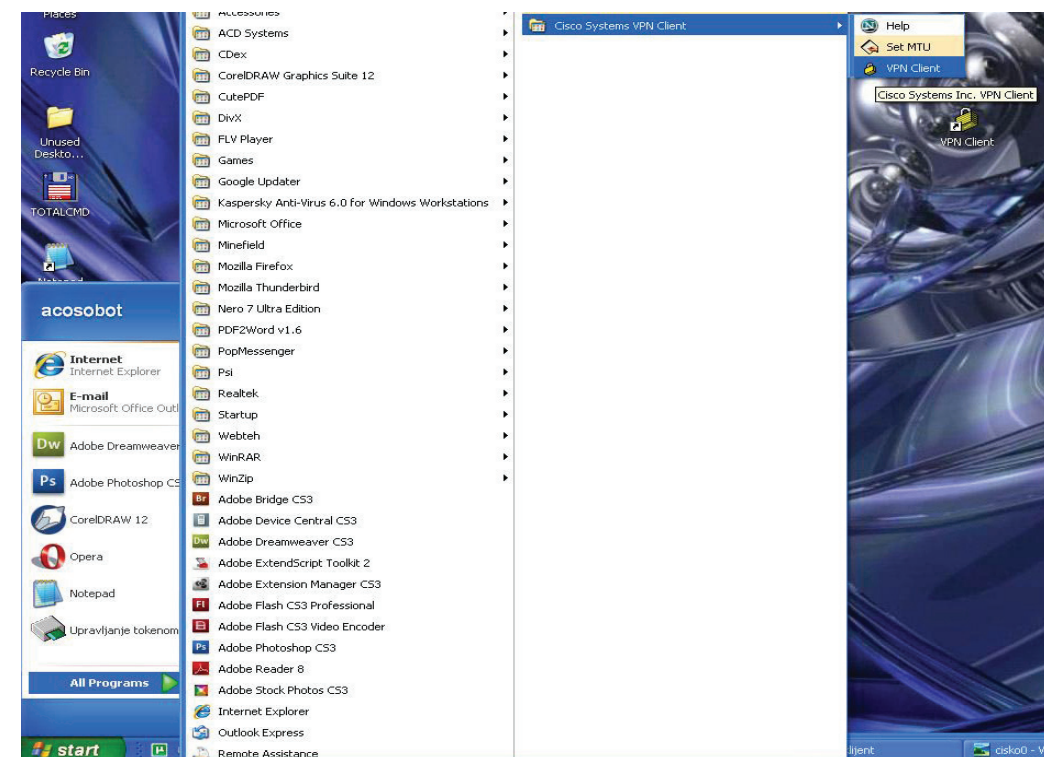 Places
Recycle Bin
Unused
Deskto...
TOTALCMD
Notepad
acosobot
Internet
Internet Explorer
E-mail
Microsoft Office Outl
Adobe Dreamweaver
Adobe Photoshop CS
CorelDRAW 12
Opera
Notepad
Upravljanje tokenom
All Programs
start
Accessories
ACD Systems
CDex
CorelDRAW Graphics Suite 12
CutePDF
DivX
FLV Player
Games
Google Updater
Kaspersky Anti-Virus 6.0 for Windows Workstations
Microsoft Office
Minefield
Mozilla Firefox
Mozilla Thunderbird
Nero 7 Ultra Edition
PDF2Word v1.6
PopMessenger
Psi
Realtek
Startup
Webteh
WinRAR
WinZip
Br Adobe Bridge CS3
Adobe Device Central CS3
Dw Adobe Dreamweaver CS3
Adobe ExtendScript Toolkit 2
Adobe Extension Manager CS3
Adobe Flash CS3 Professional
Adobe Flash CS3 Video Encoder
Ps Adobe Photoshop CS3
Adobe Reader 8
Adobe Stock Photos CS3
Internet Explorer
Outlook Express
Remote Assistance
Cisco Systems VPN Client
Help
Set MTU
VPN Client
Cisco Systems Inc. VPN Client
VPN Client
lijent
cisko0 - V